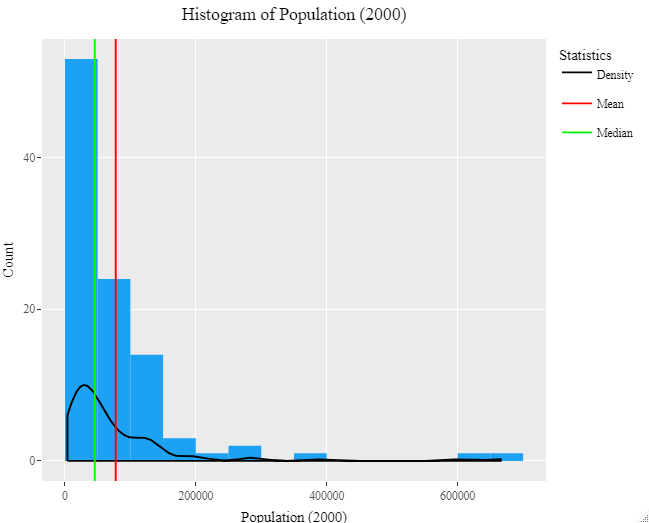 Histogram of Population (2000)
Statistics
Density
Mean
Median
Count
40
20
0
0
200000
400000
600000
Population (2000)